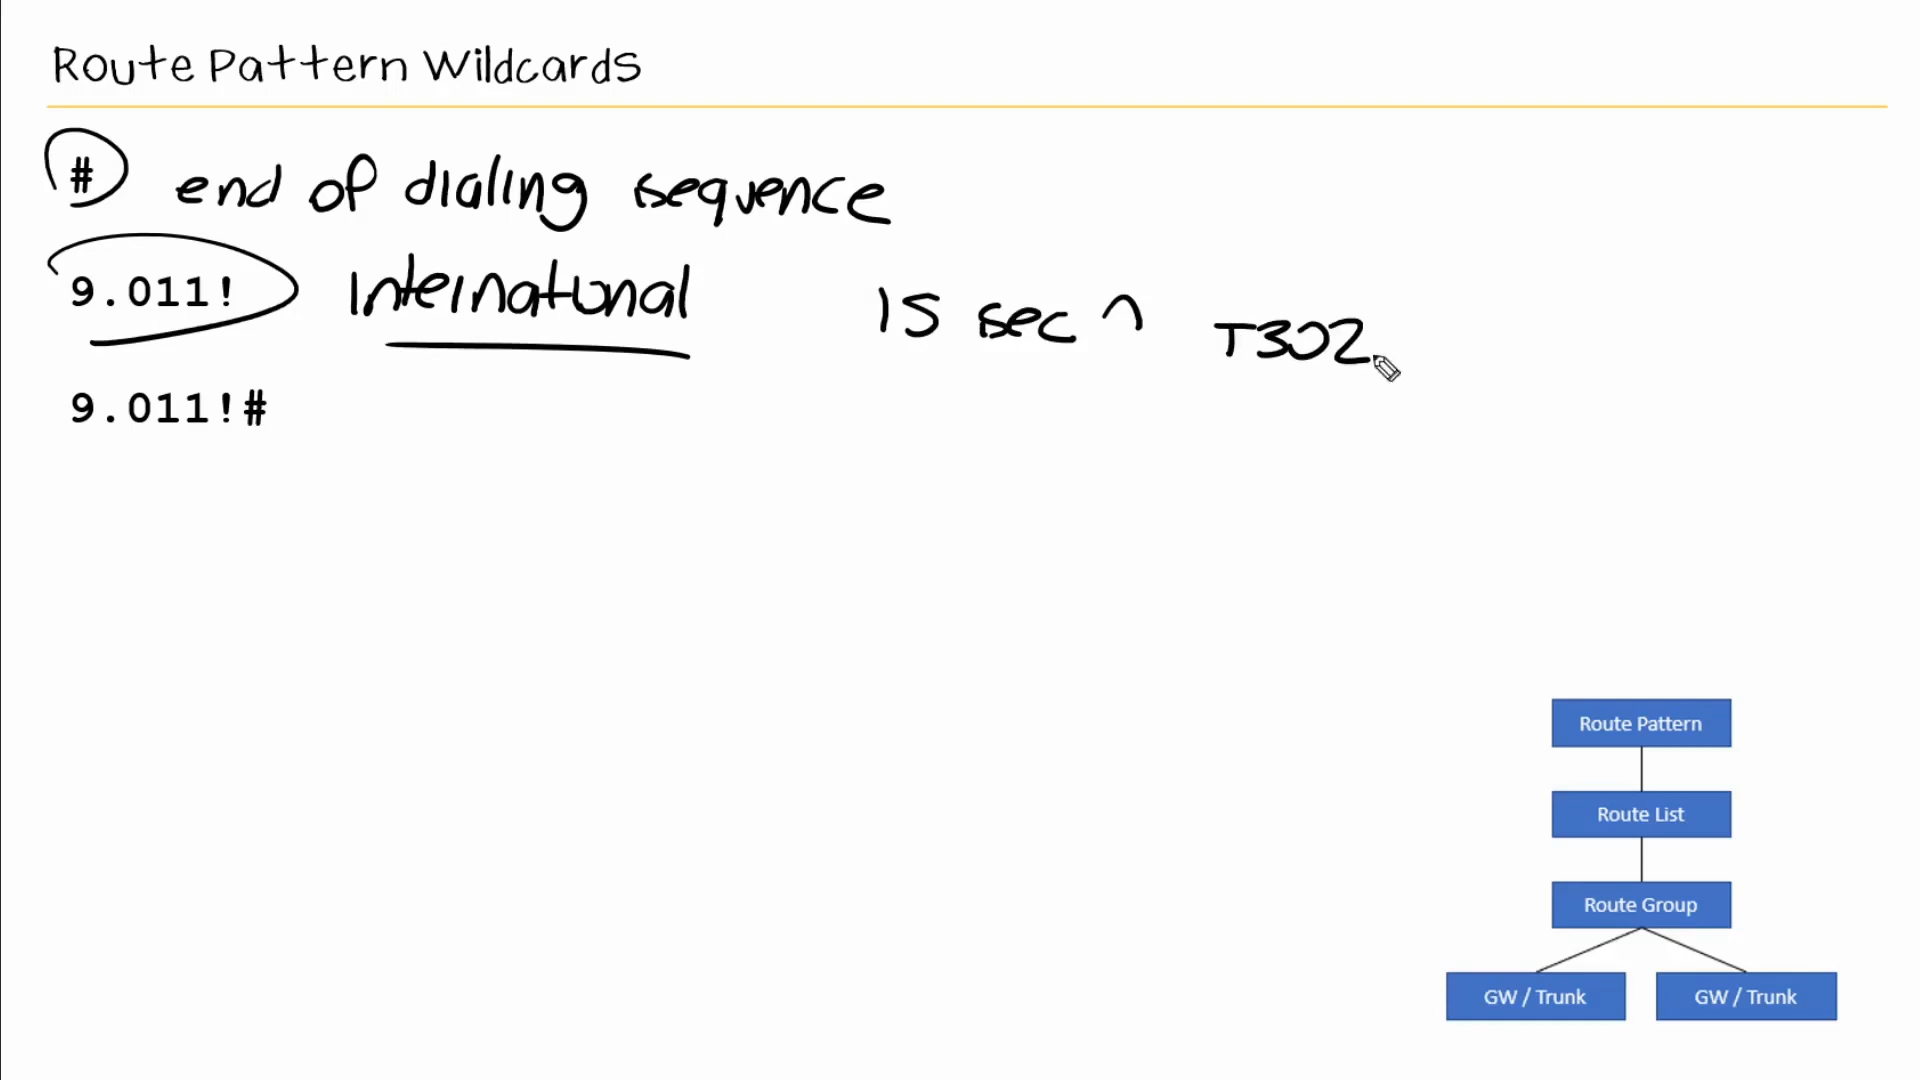 Route Pattern Wildcards
# end of dialing sequence
9.011! International 15 sec T302
9.011!#
Route Pattern
Route List
Route Group
GW / Trunk GW / Trunk